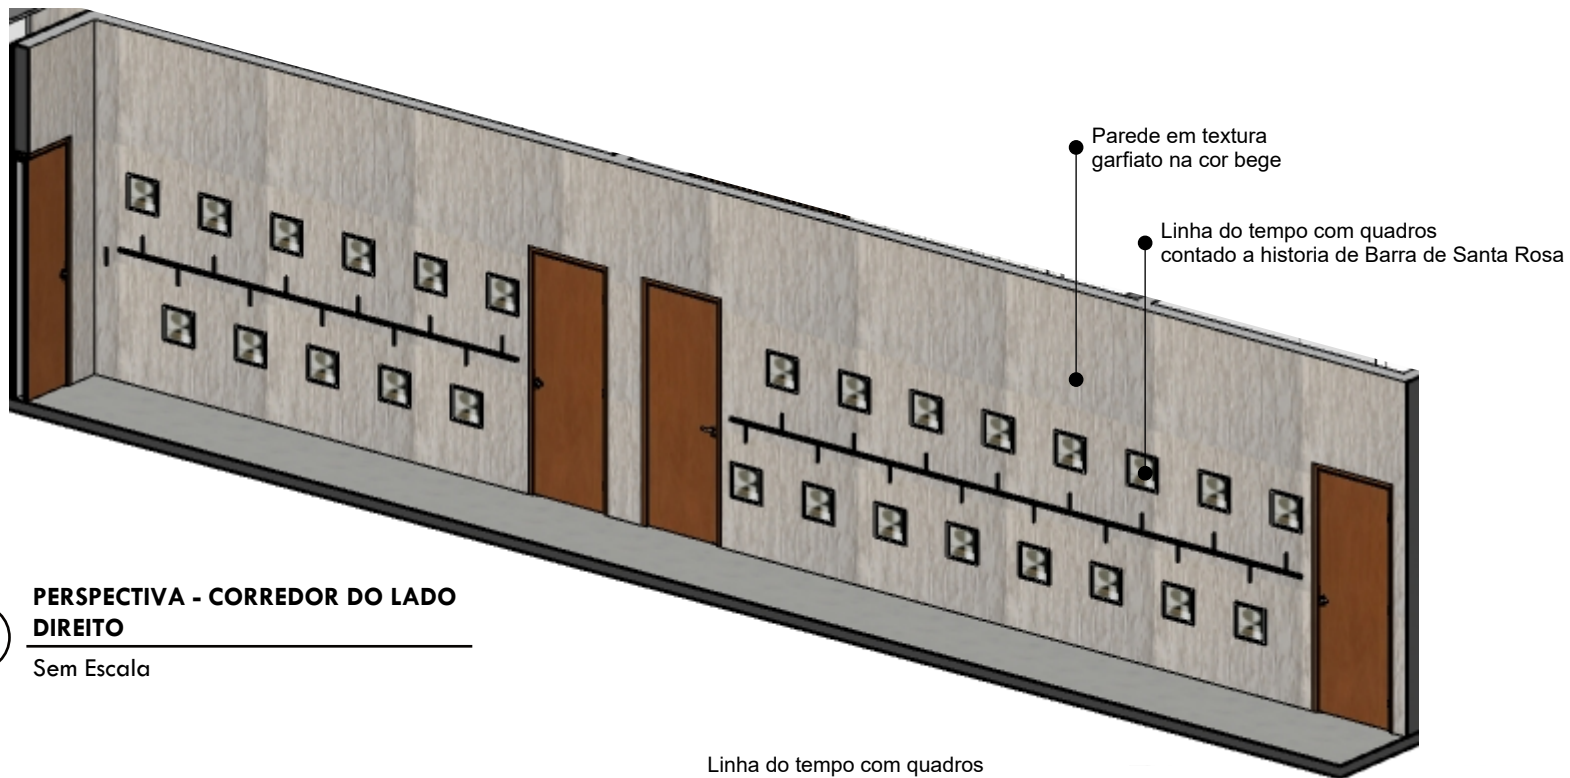 Parede em textura
garfiato na cor bege
Linha do tempo com quadros
contado a historia de Barra de Santa Rosa
PERSPECTIVA - CORREDOR DO LADO
DIREITO
Sem Escala
Linha do tempo com quadros